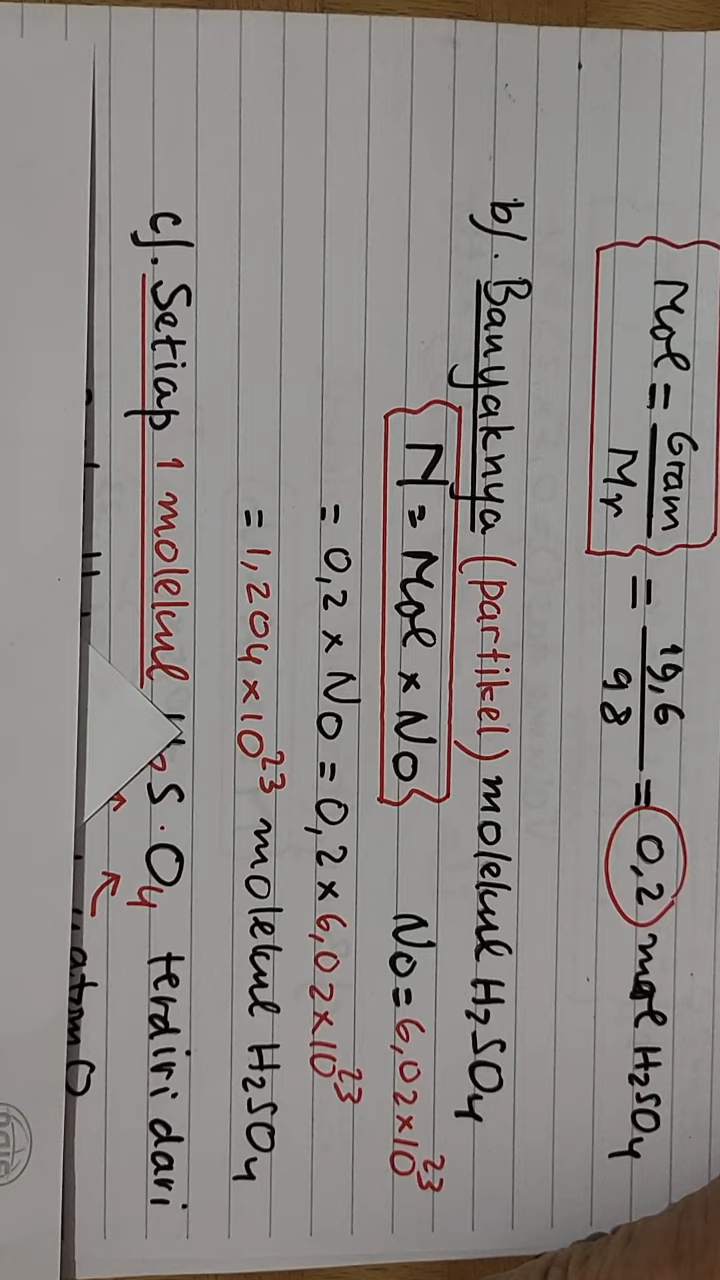 Mol = Gram / Mr = 19,6 / 98 = 0,2 mol H₂SO₄
b/. Banyaknya (partikel) molekul H₂SO₄
N = Mol × No No = 6,02 × 10²³
= 0,2 × No = 0,2 × 6,02 × 10²³
= 1,204 × 10²³ molekul H₂SO₄
c/. Setiap 1 molekul H₂S.O₄ terdiri dari
atom O